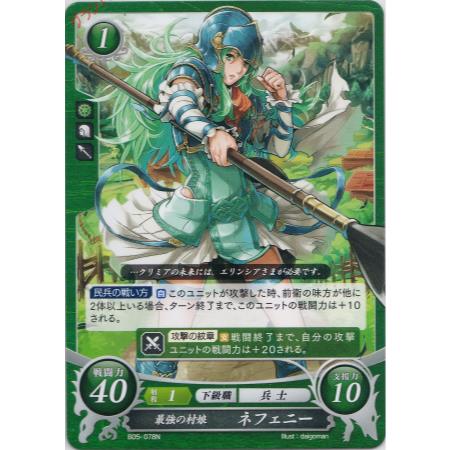 1
…クリミアの未来には、エリンシアさまが必要です。
民兵の戦い方 自 このユニットが攻撃した時、前衛の味方が他に
2体以上いる場合、ターン終了まで、このユニットの戦闘力は+10
される。
攻撃の紋章 支 戦闘終了まで、自分の攻撃
ユニットの戦闘力は+20される。
戦闘力
40
射程
1
下級職
兵士
支援力
10
最強の村娘
ネフェニー
B05-078N
Illust：daigoman